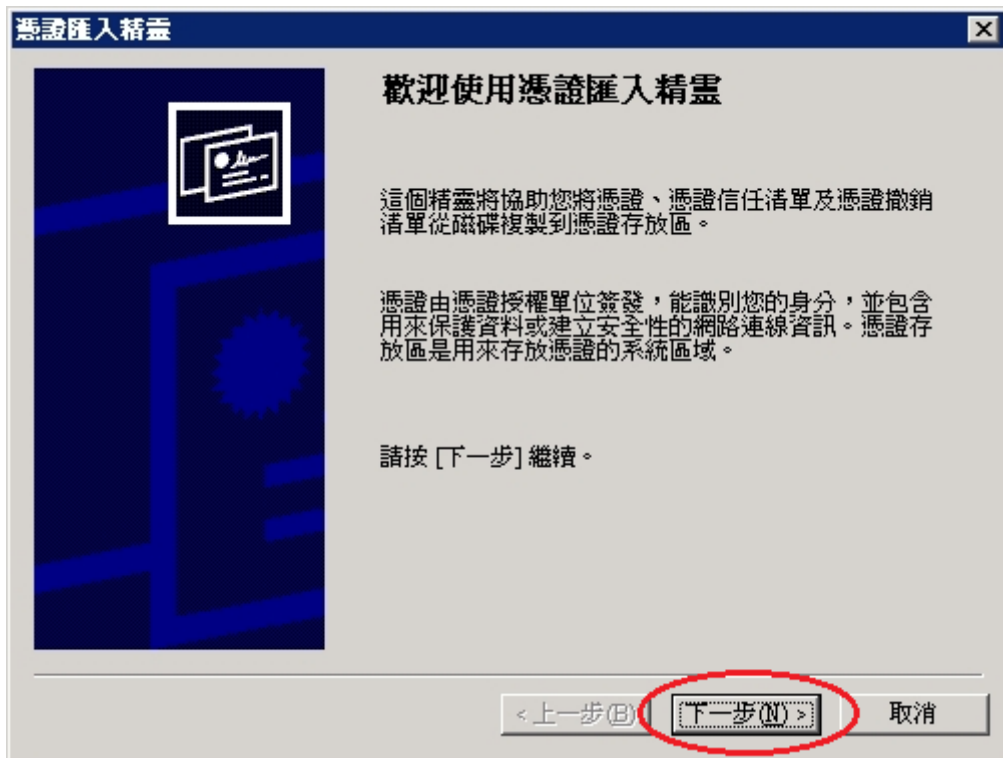 憑證匯入精靈
歡迎使用憑證匯入精靈
這個精靈將協助您將憑證、憑證信任清單及憑證撤銷
清單從磁碟複製到憑證存放區。
憑證由憑證授權單位簽發，能識別您的身分，並包含
用來保護資料或建立安全性的網路連線資訊。憑證存
放區是用來存放憑證的系統區域。
請按 [下一步] 繼續。
< 上一步(B) 下一步(N) > 取消